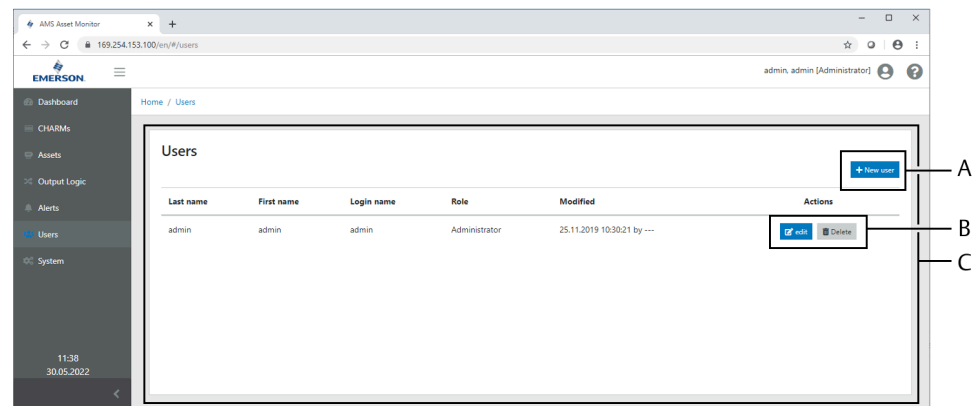 AMS Asset Monitor
169.254.153.100/en/#/users
EMERSON.
admin, admin [Administrator]
Dashboard
Home / Users
CHARMs
Assets
Output Logic
Alerts
Users
System
11:38
30.05.2022
Users
+ New user
A
Last name First name Login name Role Modified Actions
admin admin admin Administrator 25.11.2019 10:30:21 by ---
edit Delete
B
C